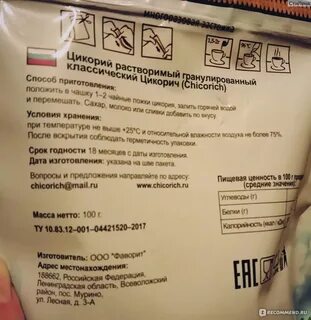 многоразовая застежка
Цикорий растворимый гранулированный
классический Цикорич (Chicorich)
Способ приготовления:
положить в чашку 1–2 чайные ложки цикория, залить горячей водой
и перемешать. Сахар, молоко или сливки добавить по вкусу.
Условия хранения:
при температуре не выше +25°С и относительной влажности воздуха не более 75%.
После вскрытия соблюдать герметичность упаковки.
Срок годности 18 месяцев с даты изготовления.
Дата изготовления: указана на шве пакета.
Вопросы и предложения направляйте по адресу:
chicorich@mail.ru www.chicorich.ru
Масса нетто: 100 г.
ТУ 10.83.12–001–04421520–2017
Пищевая ценность в 100 г
(средние значения)
Углеводы (г)
Белки (г)
Калорийность
Изготовитель: ООО "Фаворит"
Адрес местонахождения:
188662, Российская Федерация,
Ленинградская область, Всеволожский
район, пос. Мурино,
ул. Лесная, д. 3-А
EAC
RECOMMEND.RU